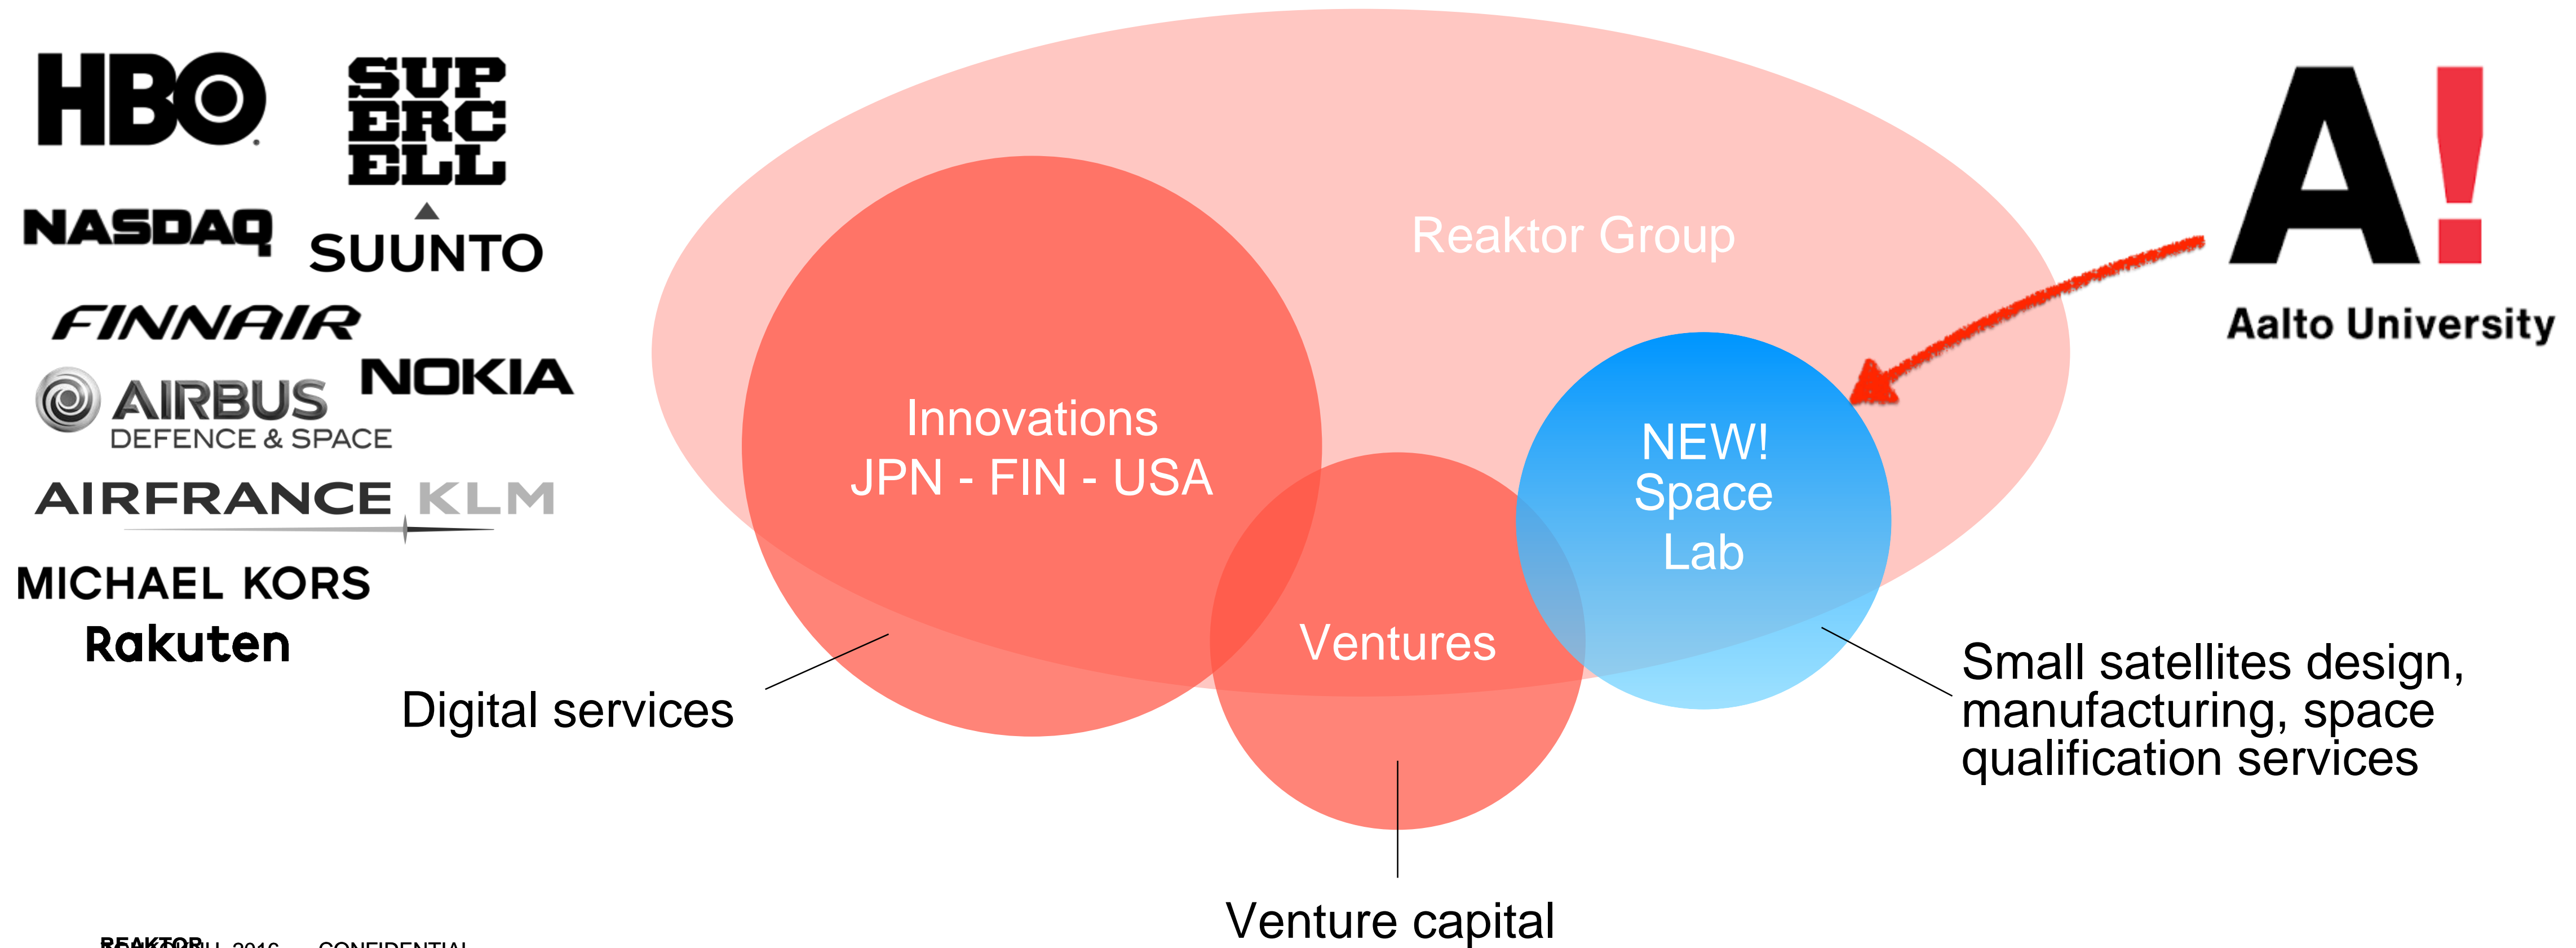 HBO
SUP
ERC
ELL
NASDAQ
SUUNTO
FINNAIR
NOKIA
AIRBUS
DEFENCE & SPACE
AIRFRANCE KLM
MICHAEL KORS
Rakuten
Digital services
Reaktor Group
Innovations
JPN - FIN - USA
Ventures
NEW!
Space
Lab
Venture capital
A!
Aalto University
Small satellites design,
manufacturing, space
qualification services
REAKTOR 2016 CONFIDENTIAL